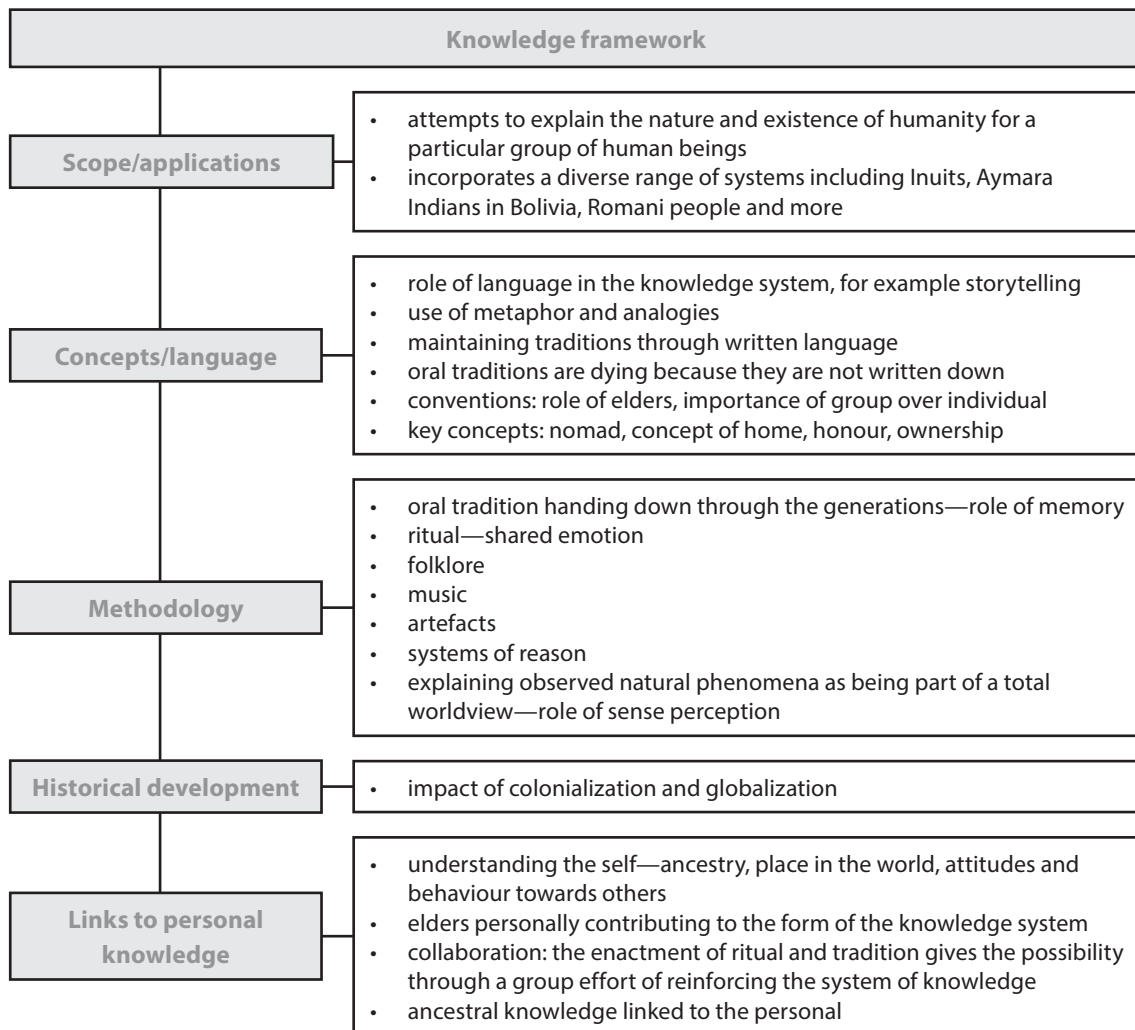 Knowledge framework
Scope/applications
• attempts to explain the nature and existence of humanity for a
particular group of human beings
• incorporates a diverse range of systems including Inuits, Aymara
Indians in Bolivia, Romani people and more
Concepts/language
• role of language in the knowledge system, for example storytelling
• use of metaphor and analogies
• maintaining traditions through written language
• oral traditions are dying because they are not written down
• conventions: role of elders, importance of group over individual
• key concepts: nomad, concept of home, honour, ownership
Methodology
• oral tradition handing down through the generations—role of memory
• ritual—shared emotion
• folklore
• music
• artefacts
• systems of reason
• explaining observed natural phenomena as being part of a total
worldview—role of sense perception
Historical development
• impact of colonialization and globalization
Links to personal
knowledge
• understanding the self—ancestry, place in the world, attitudes and
behaviour towards others
• elders personally contributing to the form of the knowledge system
• collaboration: the enactment of ritual and tradition gives the possibility
through a group effort of reinforcing the system of knowledge
• ancestral knowledge linked to the personal